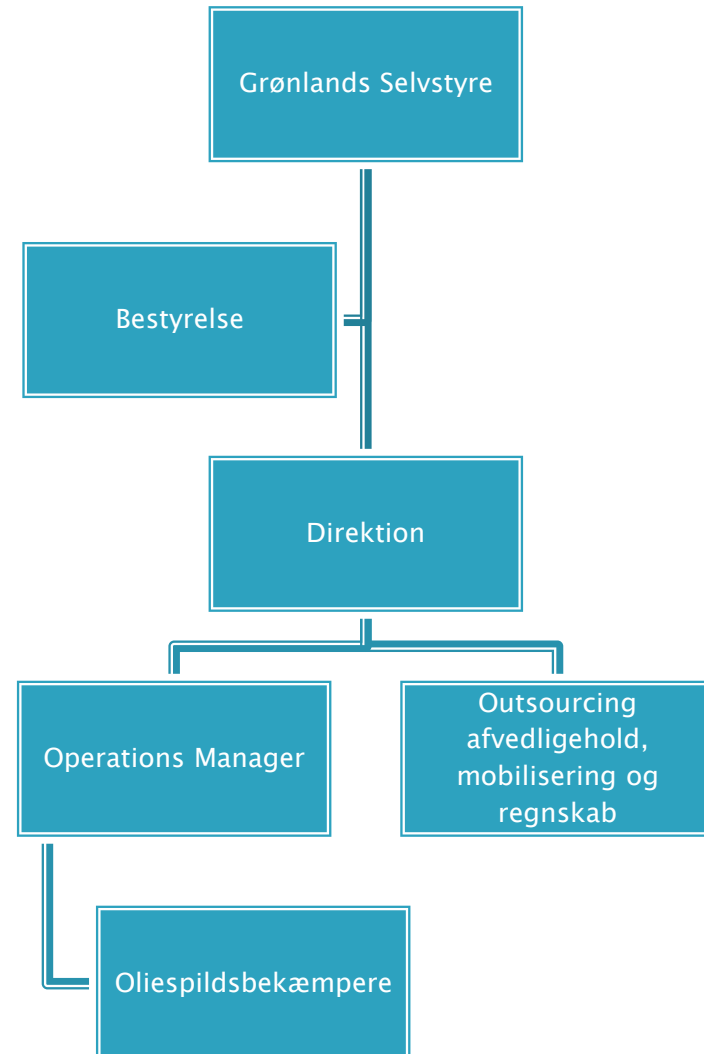 Grønlands Selvstyre
Bestyrelse
Direktion
Operations Manager
Outsourcing
afvedligehold,
mobilisering og
regnskab
Oliespildsbekæmpere